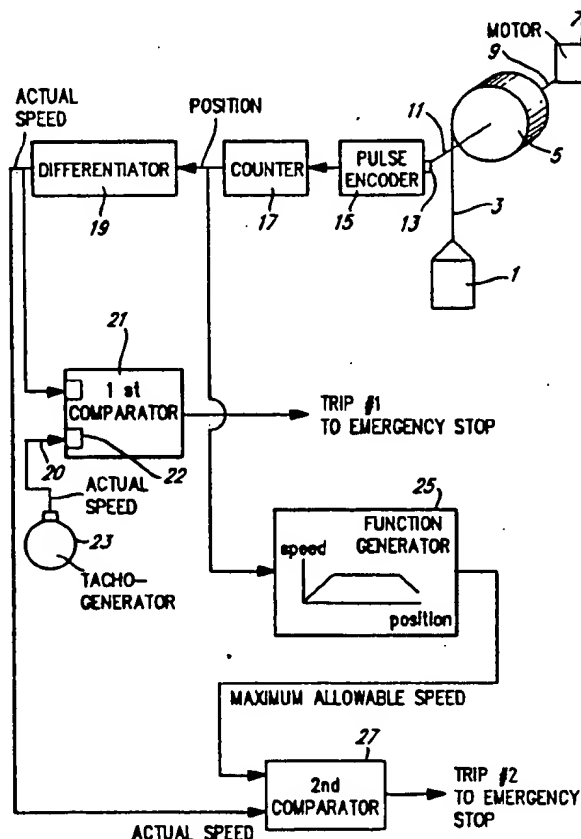 7
MOTOR
9
ACTUAL
SPEED
POSITION
11
DIFFERENTIATOR
COUNTER
PULSE
ENCODER
5
19
17
15
13
3
1
21
1 st
COMPARATOR
TRIP #1
TO EMERGENCY STOP
20
22
ACTUAL
SPEED
25
23
FUNCTION
GENERATOR
speed
TACHO-
GENERATOR
position
MAXIMUM ALLOWABLE SPEED
27
2nd
COMPARATOR
TRIP #2
TO EMERGENCY
STOP
ACTUAL SPEED